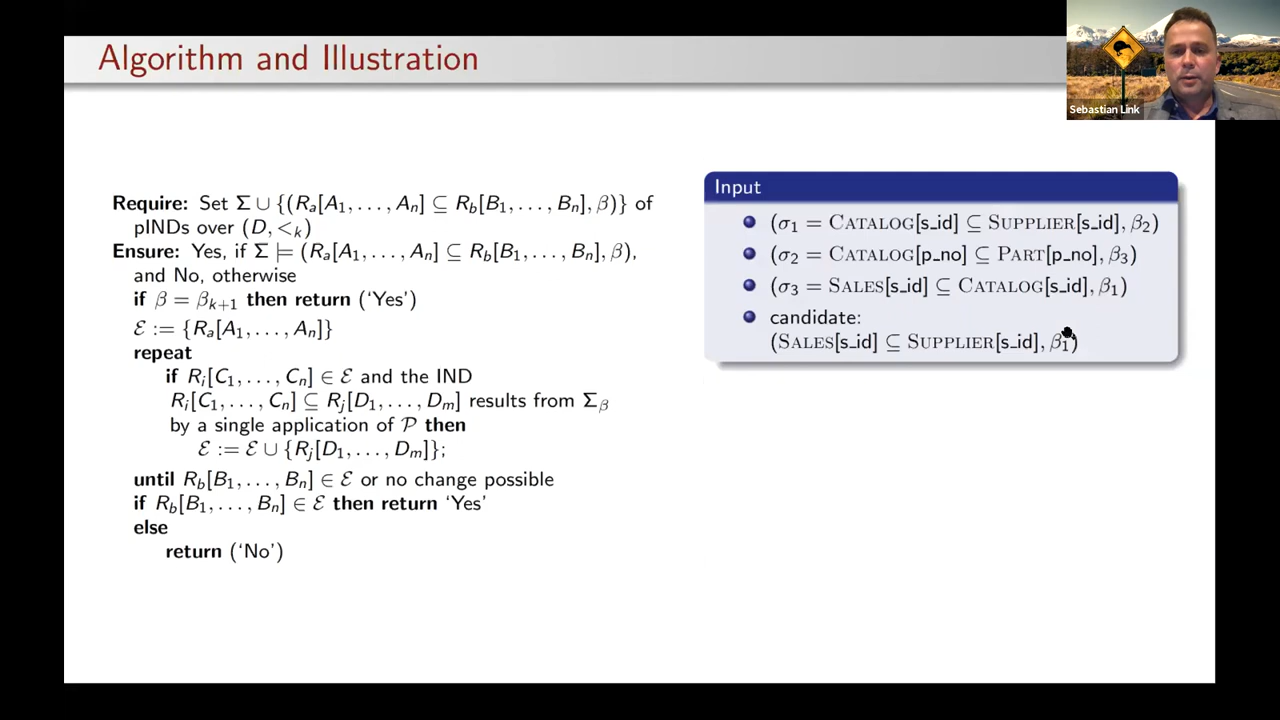 Algorithm and Illustration
Sebastian Link
Require: Set Σ ∪ {(R_a[A_1, . . . , A_n] ⊆ R_b[B_1, . . . , B_n], β)} of
pINDs over (D, <_k)
Ensure: Yes, if Σ ⊨ (R_a[A_1, . . . , A_n] ⊆ R_b[B_1, . . . , B_n], β),
and No, otherwise
if β = β_{k+1} then return (‘Yes’)
ℰ := {R_a[A_1, . . . , A_n]}
repeat
if R_i[C_1, . . . , C_n] ∈ ℰ and the IND
R_i[C_1, . . . , C_n] ⊆ R_j[D_1, . . . , D_m] results from Σ_β
by a single application of 𝒫 then
ℰ := ℰ ∪ {R_j[D_1, . . . , D_m]};
until R_b[B_1, . . . , B_n] ∈ ℰ or no change possible
if R_b[B_1, . . . , B_n] ∈ ℰ then return ‘Yes’
else
return (‘No’)
Input
(σ_1 = CATALOG[s_id] ⊆ SUPPLIER[s_id], β_2)
(σ_2 = CATALOG[p_no] ⊆ PART[p_no], β_3)
(σ_3 = SALES[s_id] ⊆ CATALOG[s_id], β_1)
candidate:
(SALES[s_id] ⊆ SUPPLIER[s_id], β_1)